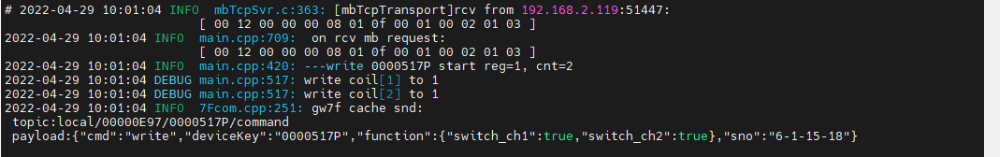 # 2022-04-29 10:01:04 INFO  mbTcpSvr.c:363: [mbTcpTransport]rcv from 192.168.2.119:51447:
[ 00 12 00 00 00 08 01 0f 00 01 00 02 01 03 ]
2022-04-29 10:01:04 INFO  main.cpp:709:  on rcv mb request:
[ 00 12 00 00 00 08 01 0f 00 01 00 02 01 03 ]
2022-04-29 10:01:04 INFO  main.cpp:420: ---write 0000517P start reg=1, cnt=2
2022-04-29 10:01:04 DEBUG main.cpp:517: write coil[1] to 1
2022-04-29 10:01:04 DEBUG main.cpp:517: write coil[2] to 1
2022-04-29 10:01:04 INFO  7Fcom.cpp:251: gw7f cache snd:
topic:local/00000E97/0000517P/command
payload:{"cmd":"write","deviceKey":"0000517P","function":{"switch_ch1":true,"switch_ch2":true},"sno":"6-1-15-18"}